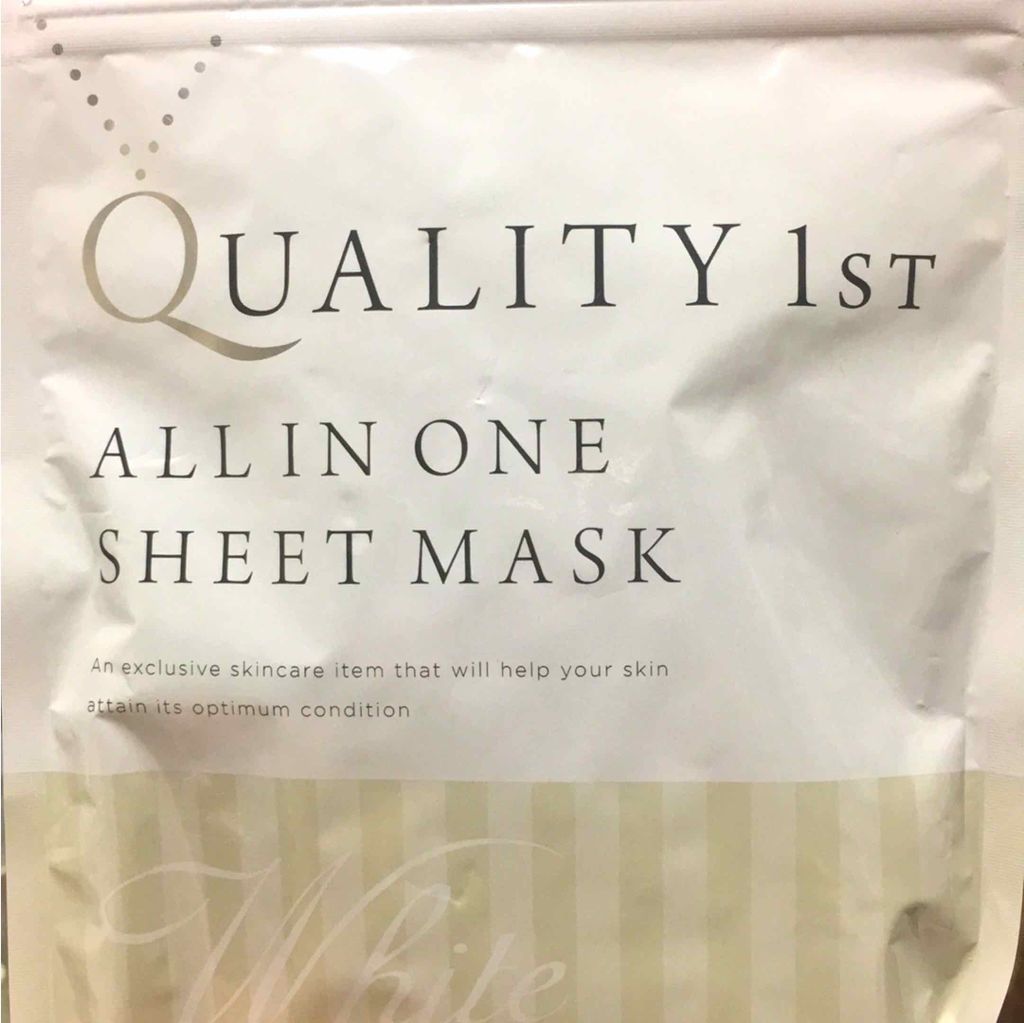 QUALITY 1ST
ALL IN ONE
SHEET MASK
An exclusive skincare item that will help your skin
attain its optimum condition
White